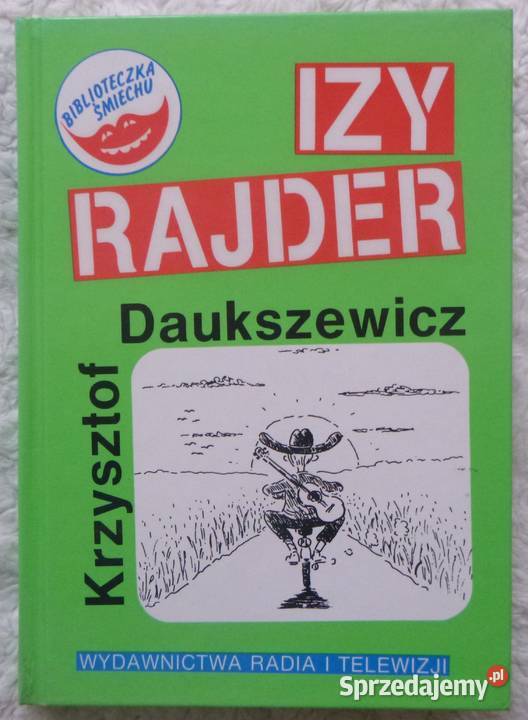 BIBLIOTECZKA
ŚMIECHU
IZY
RAJDER
Krzysztof
Daukszewicz
WYDAWNICTWA RADIA I TELEWIZJI
Sprzedajemy.pl